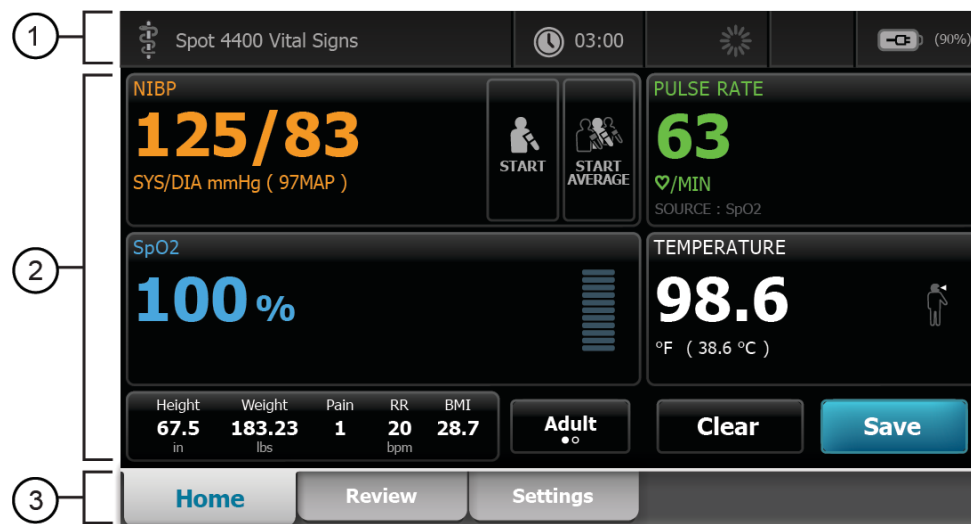 1
Spot 4400 Vital Signs
03:00
(90%)
2
NIBP
125/83
SYS/DIA mmHg ( 97MAP )
START
START
AVERAGE
PULSE RATE
63
/MIN
SOURCE : SpO2
SpO2
100 %
TEMPERATURE
98.6
°F ( 38.6 °C )
Height Weight Pain RR BMI
67.5 183.23 1 20 28.7
in lbs bpm
Adult
Clear
Save
3
Home
Review
Settings